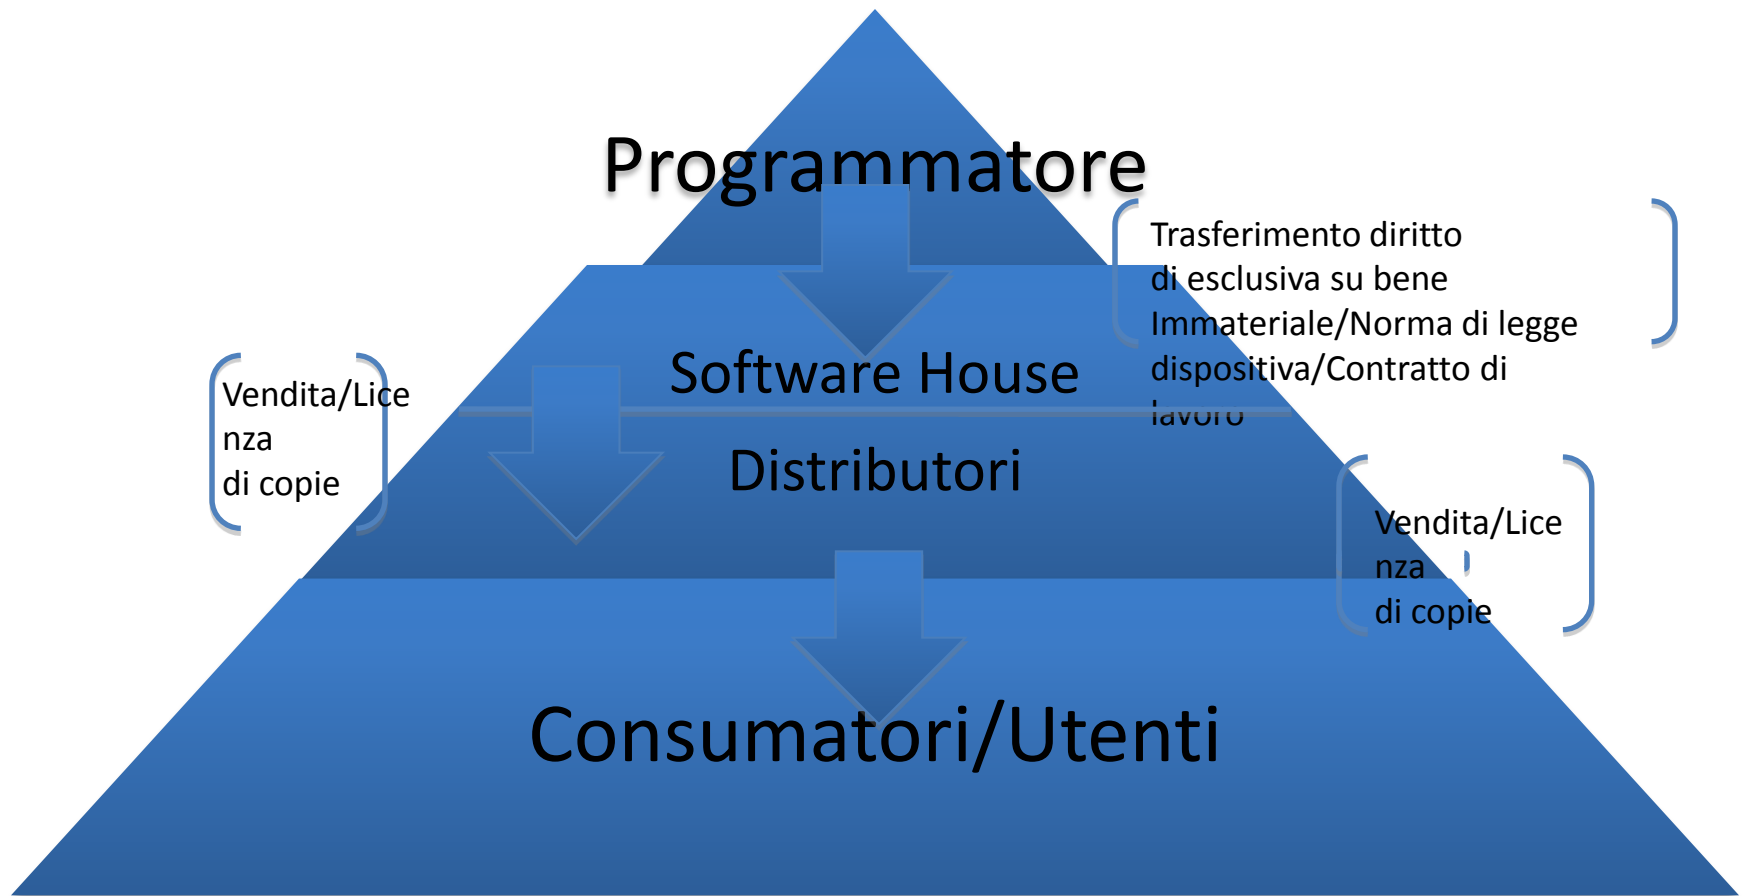 Programmatore
Trasferimento diritto
di esclusiva su bene
Immateriale/Norma di legge
dispositiva/Contratto di
lavoro
Software House
Vendita/Lice
nza
di copie
Distributori
Vendita/Lice
nza
di copie
Consumatori/Utenti